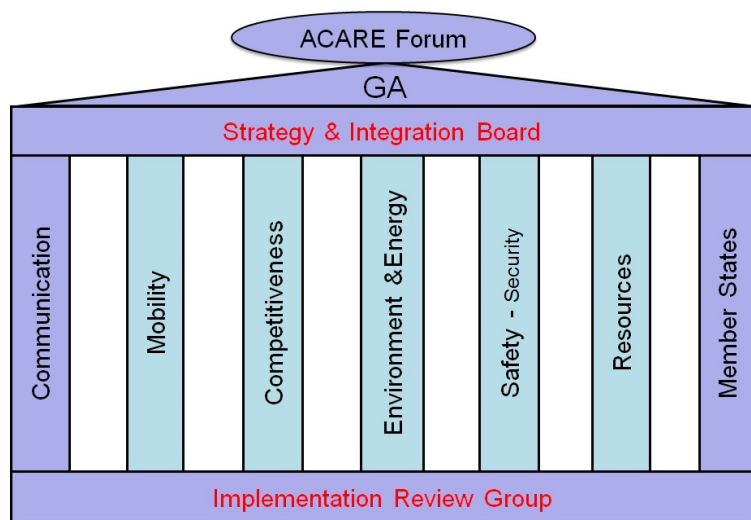 ACARE Forum
GA
Strategy & Integration Board
Communication
Mobility
Competitiveness
Environment &Energy
Safety - Security
Resources
Member States
Implementation Review Group